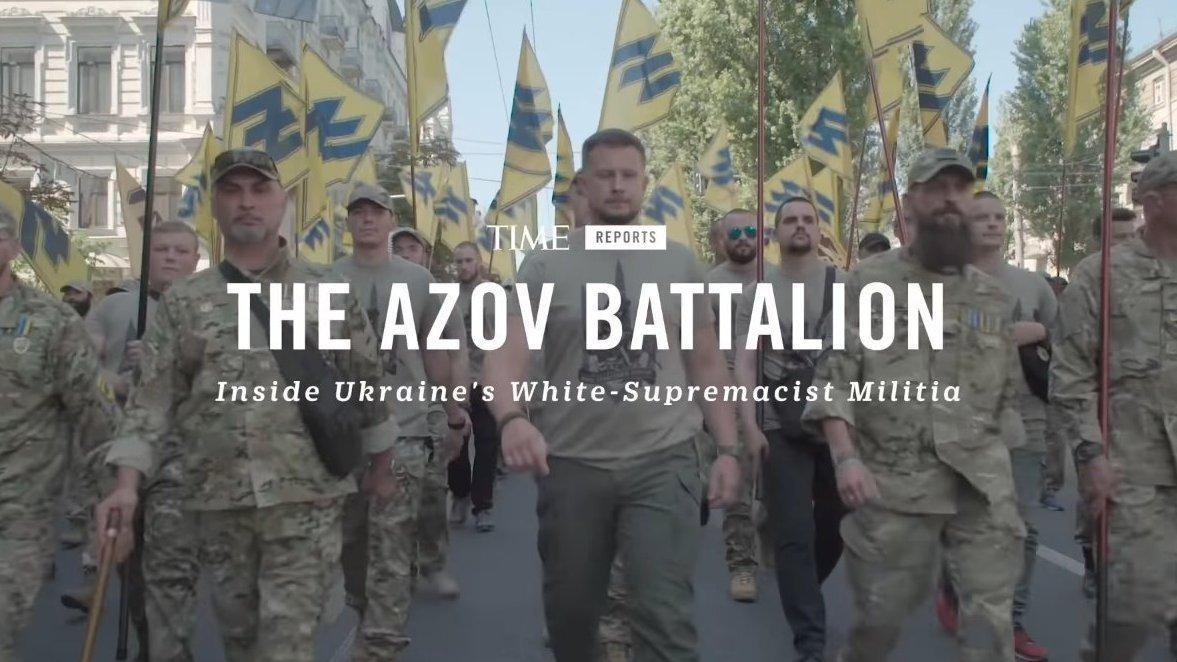 TIME REPORTS
THE AZOV BATTALION
Inside Ukraine's White-Supremacist Militia